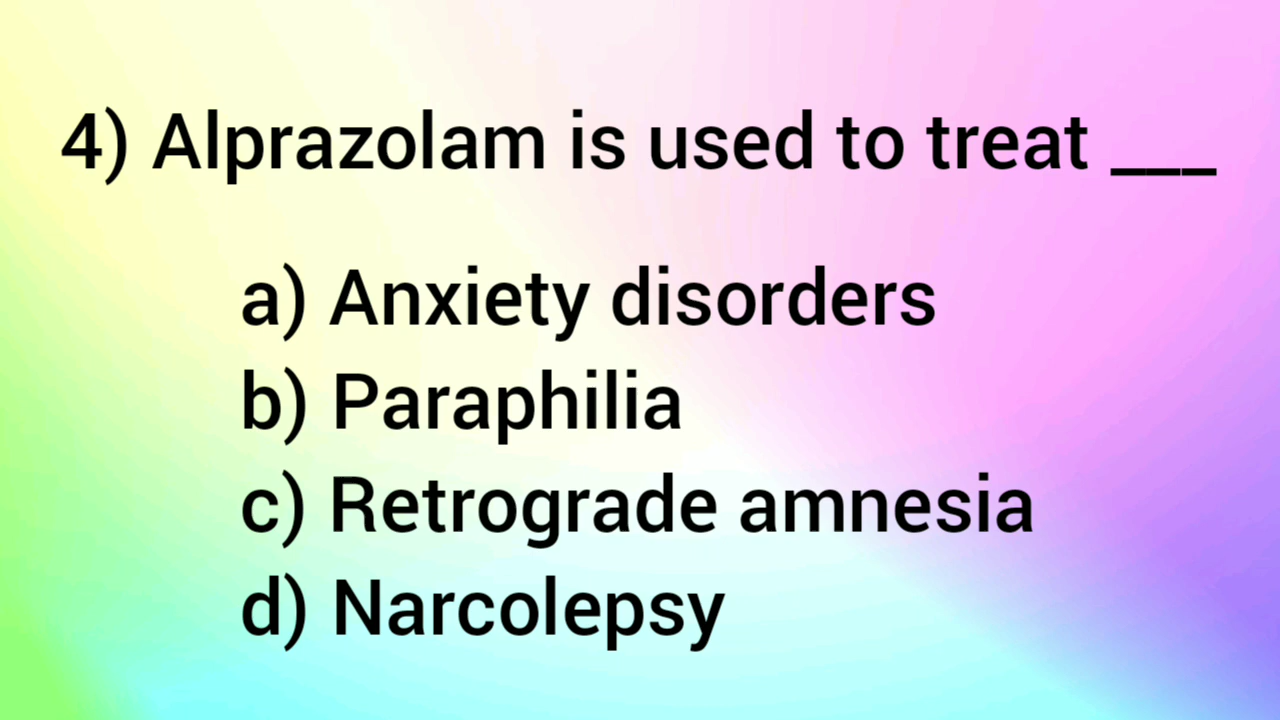 4) Alprazolam is used to treat ___
a) Anxiety disorders
b) Paraphilia
c) Retrograde amnesia
d) Narcolepsy